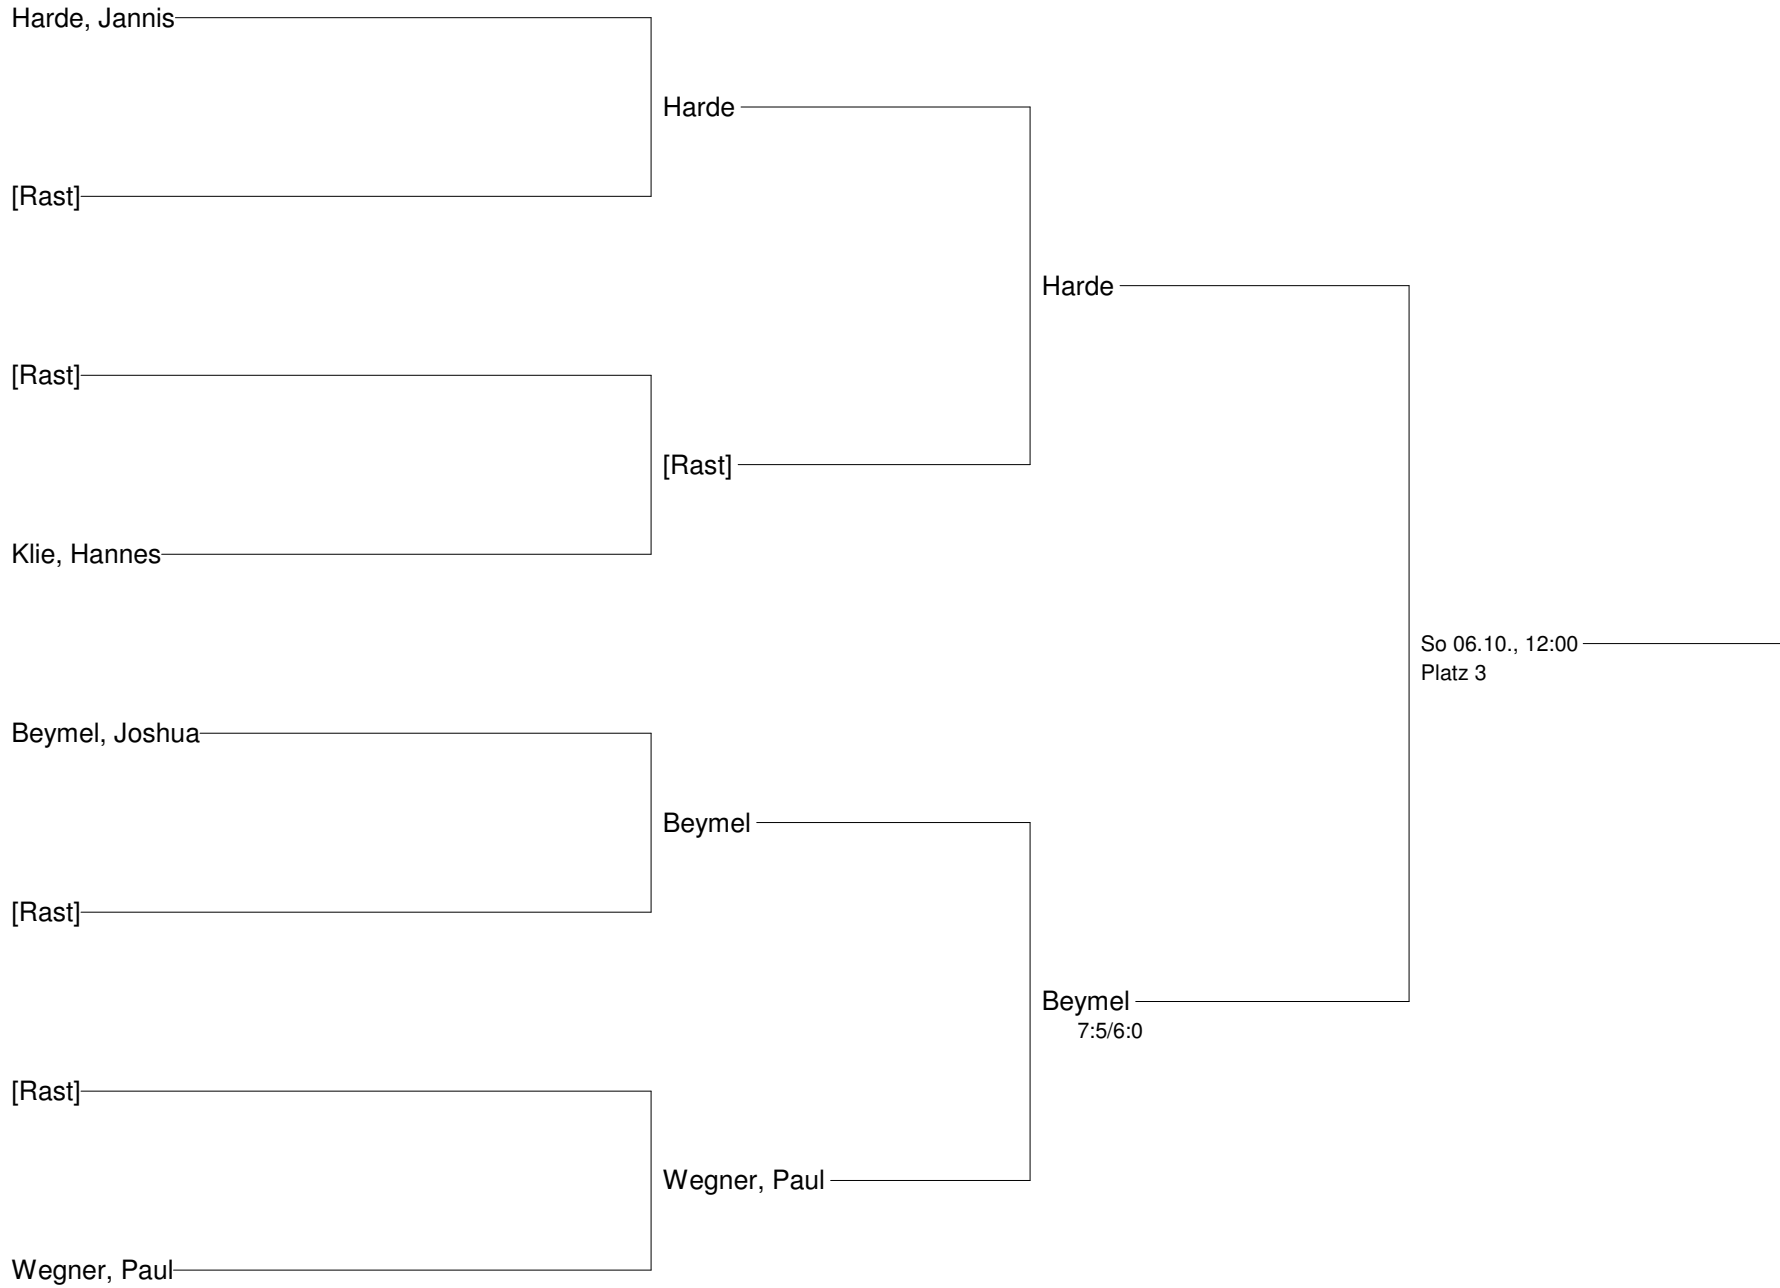 Harde, Jannis
Harde
[Rast]
Harde
[Rast]
[Rast]
Klie, Hannes
So 06.10., 12:00
Platz 3
Beymel, Joshua
Beymel
[Rast]
Beymel
7:5/6:0
[Rast]
Wegner, Paul
Wegner, Paul